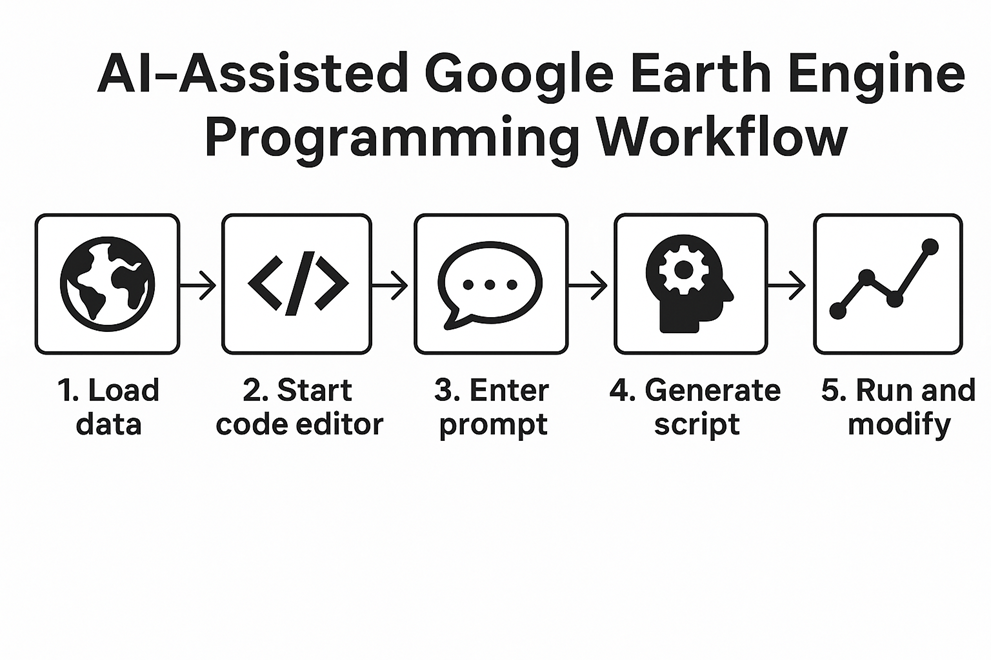 AI-Assisted Google Earth Engine
Programming Workflow
1. Load
data
2. Start
code editor
3. Enter
prompt
4. Generate
script
5. Run and
modify